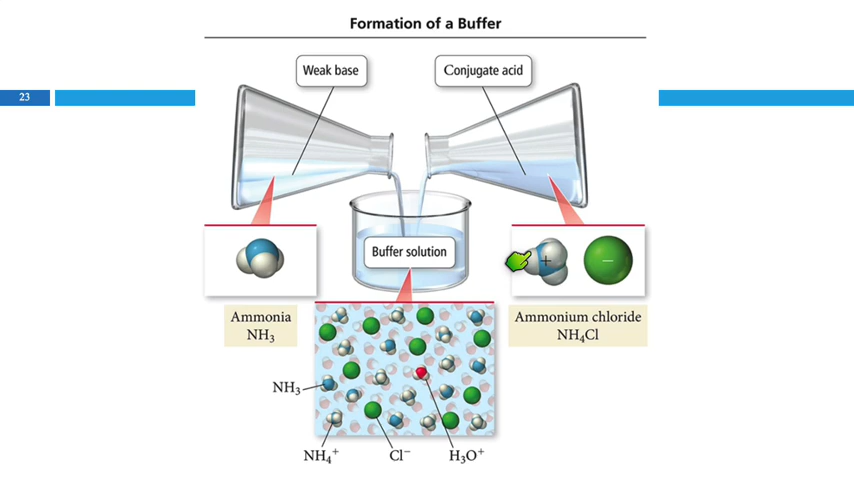 Formation of a Buffer
Weak base
Conjugate acid
23
Buffer solution
+
−
Ammonia
NH₃
Ammonium chloride
NH₄Cl
NH₃
NH₄⁺
Cl⁻
H₃O⁺